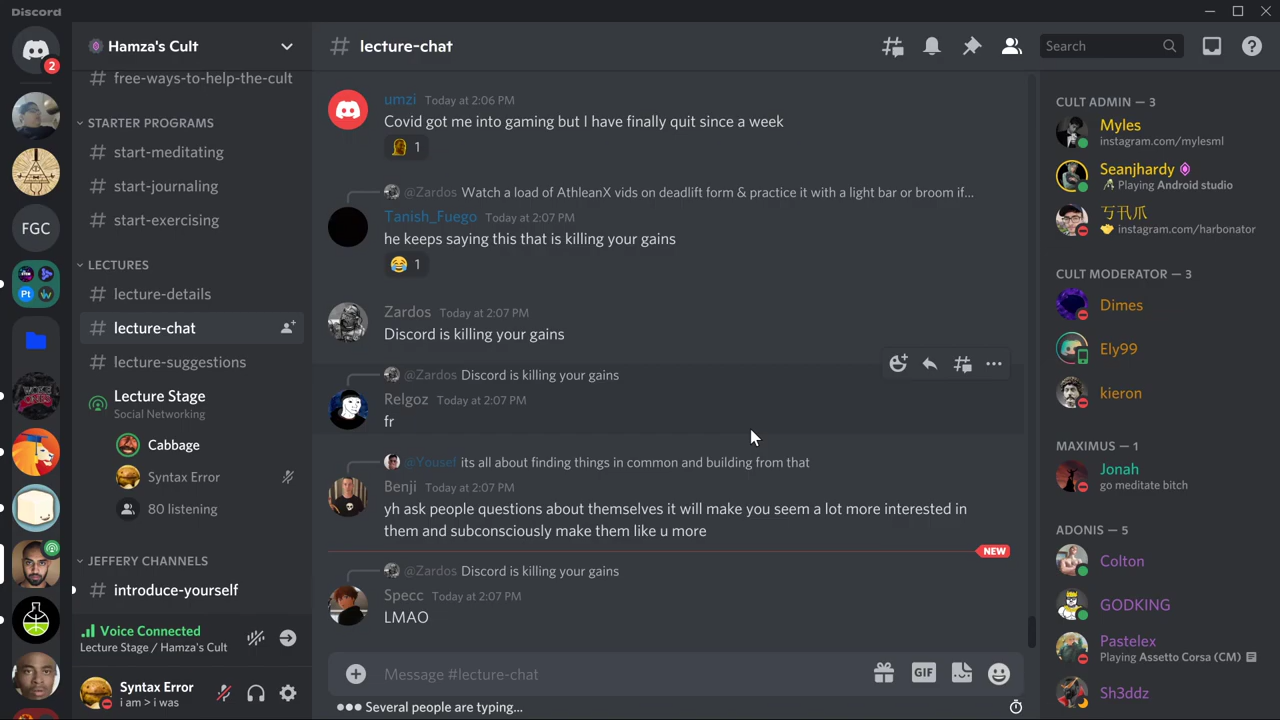 Discord
2
FGC
Pt
Hamza's Cult
free-ways-to-help-the-cult
STARTER PROGRAMS
start-meditating
start-journaling
start-exercising
LECTURES
lecture-details
lecture-chat
lecture-suggestions
Lecture Stage
Social Networking
Cabbage
Syntax Error
80 listening
JEFFERY CHANNELS
introduce-yourself
Voice Connected
Lecture Stage / Hamza's Cult
Syntax Error
i am > i was
lecture-chat
Search
umzi Today at 2:06 PM
Covid got me into gaming but I have finally quit since a week
1
@Zardos Watch a load of AthleanX vids on deadlift form & practice it with a light bar or broom if...
Tanish_Fuego Today at 2:07 PM
he keeps saying this that is killing your gains
1
Zardos Today at 2:07 PM
Discord is killing your gains
@Zardos Discord is killing your gains
Relgoz Today at 2:07 PM
fr
@Yousef its all about finding things in common and building from that
Benji Today at 2:07 PM
yh ask people questions about themselves it will make you seem a lot more interested in
them and subconsciously make them like u more
NEW
@Zardos Discord is killing your gains
Specc Today at 2:07 PM
LMAO
Message #lecture-chat
GIF
Several people are typing...
CULT ADMIN — 3
Myles
instagram.com/mylesml
Seanjhardy
Playing Android studio
instagram.com/harbonator
CULT MODERATOR — 3
Dimes
Ely99
kieron
MAXIMUS — 1
Jonah
go meditate bitch
ADONIS — 5
Colton
GODKING
Pastelex
Playing Assetto Corsa (CM)
Sh3ddz